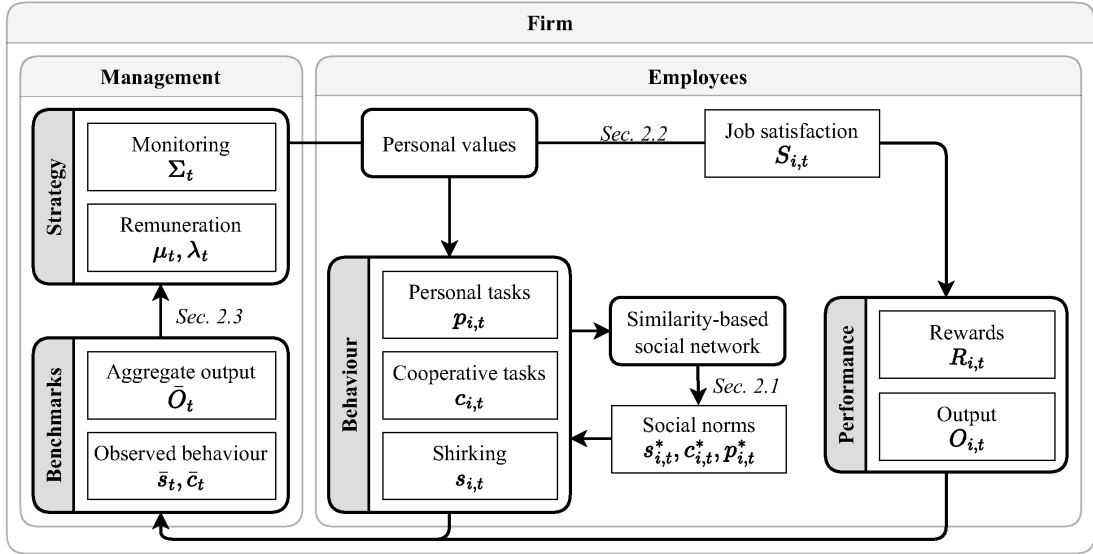 Firm
Management
Strategy
Monitoring
Σ_t
Remuneration
μ_t, λ_t
Sec. 2.3
Benchmarks
Aggregate output
Ō_t
Observed behaviour
s̄_t, c̄_t
Employees
Personal values
Sec. 2.2
Job satisfaction
S_{i,t}
Behaviour
Personal tasks
p_{i,t}
Cooperative tasks
c_{i,t}
Shirking
s_{i,t}
Similarity-based
social network
Sec. 2.1
Social norms
s*_{i,t}, c*_{i,t}, p*_{i,t}
Performance
Rewards
R_{i,t}
Output
O_{i,t}